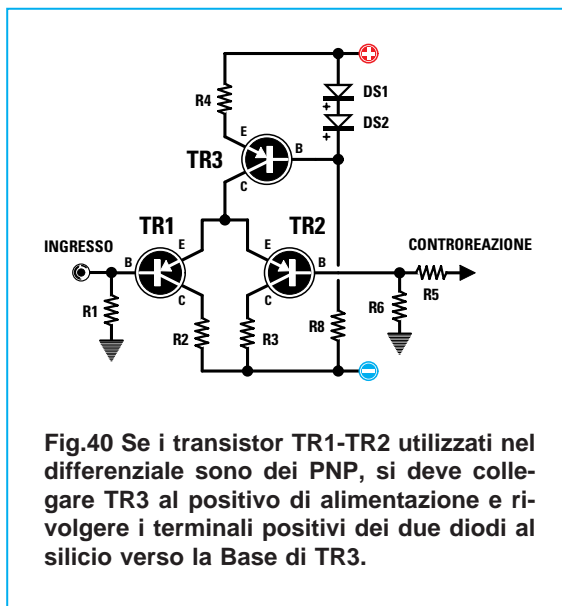 +
R4
DS1
+
DS2
+
E
B
TR3
C
TR1
TR2
INGRESSO
CONTROREAZIONE
E
E
B
B
C
C
R5
R1
R6
R2
R3
R8
−
Fig.40 Se i transistor TR1-TR2 utilizzati nel
differenziale sono dei PNP, si deve colle-
gare TR3 al positivo di alimentazione e ri-
volgere i terminali positivi dei due diodi al
silicio verso la Base di TR3.